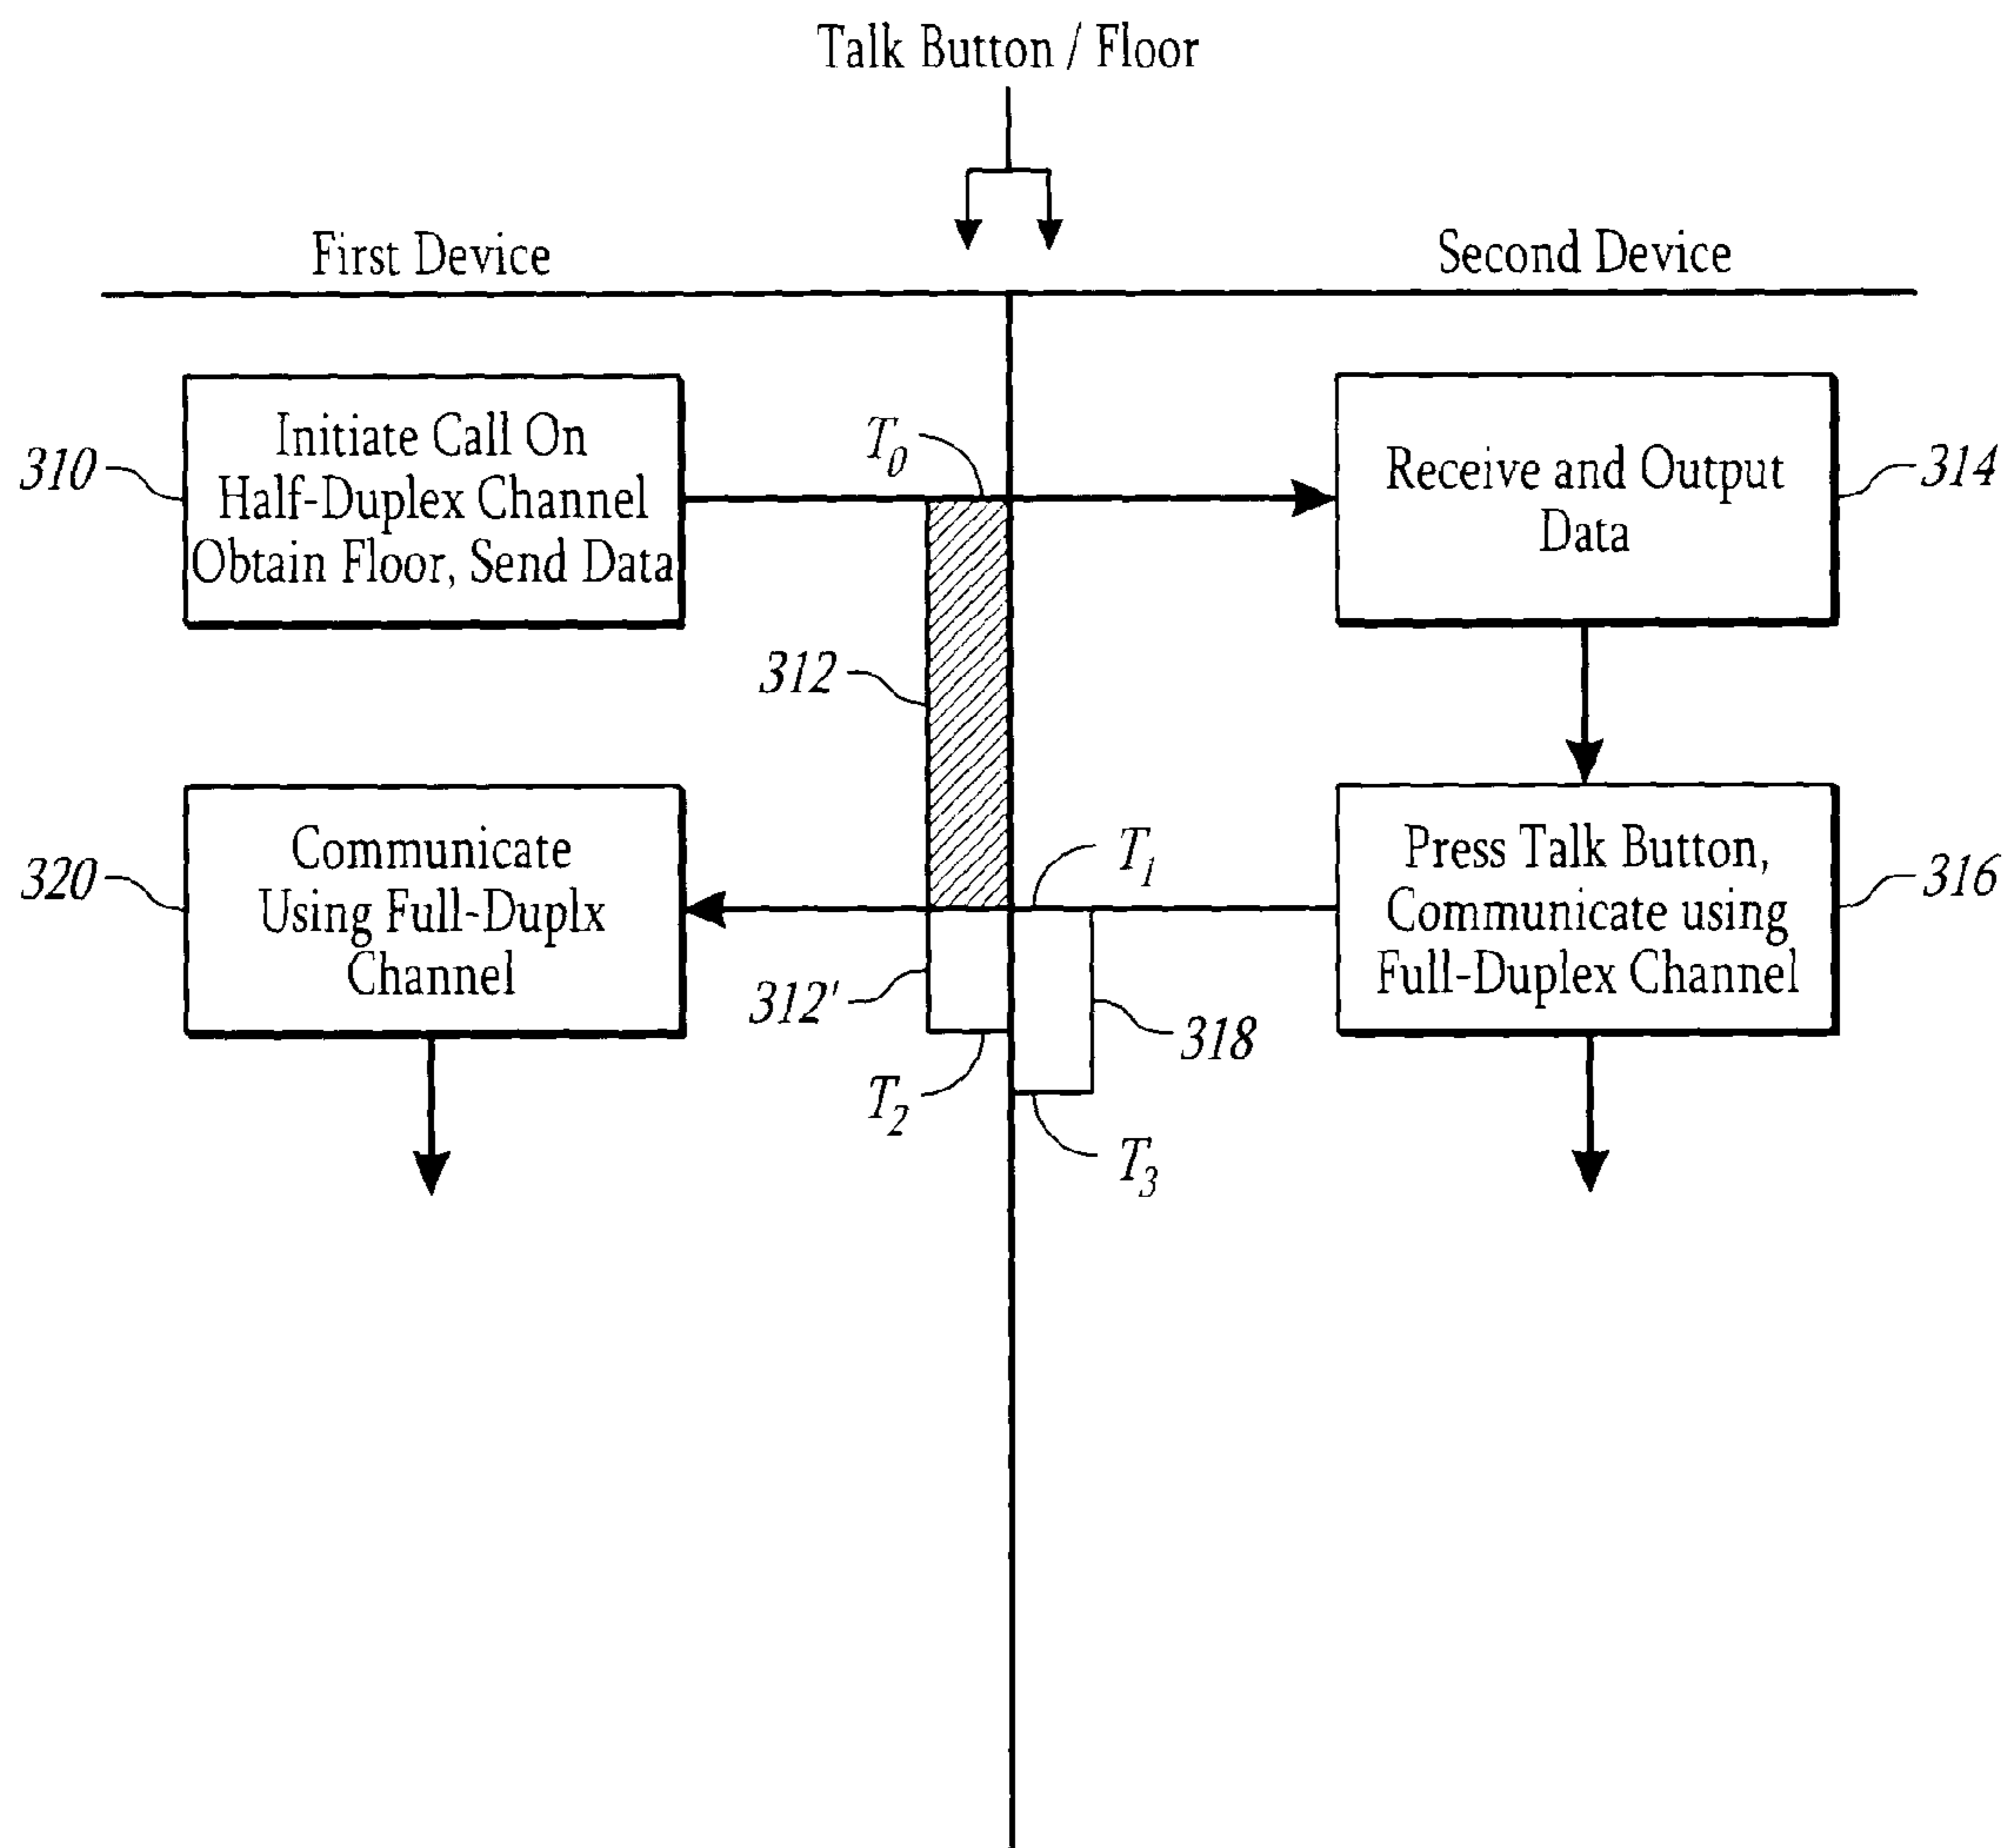 Talk Button / Floor
First Device
Second Device
310
Initiate Call On
Half-Duplex Channel
Obtain Floor, Send Data
T0
Receive and Output
Data
314
312
320
Communicate
Using Full-Duplx
Channel
T1
Press Talk Button,
Communicate using
Full-Duplex Channel
316
312'
318
T2
T3